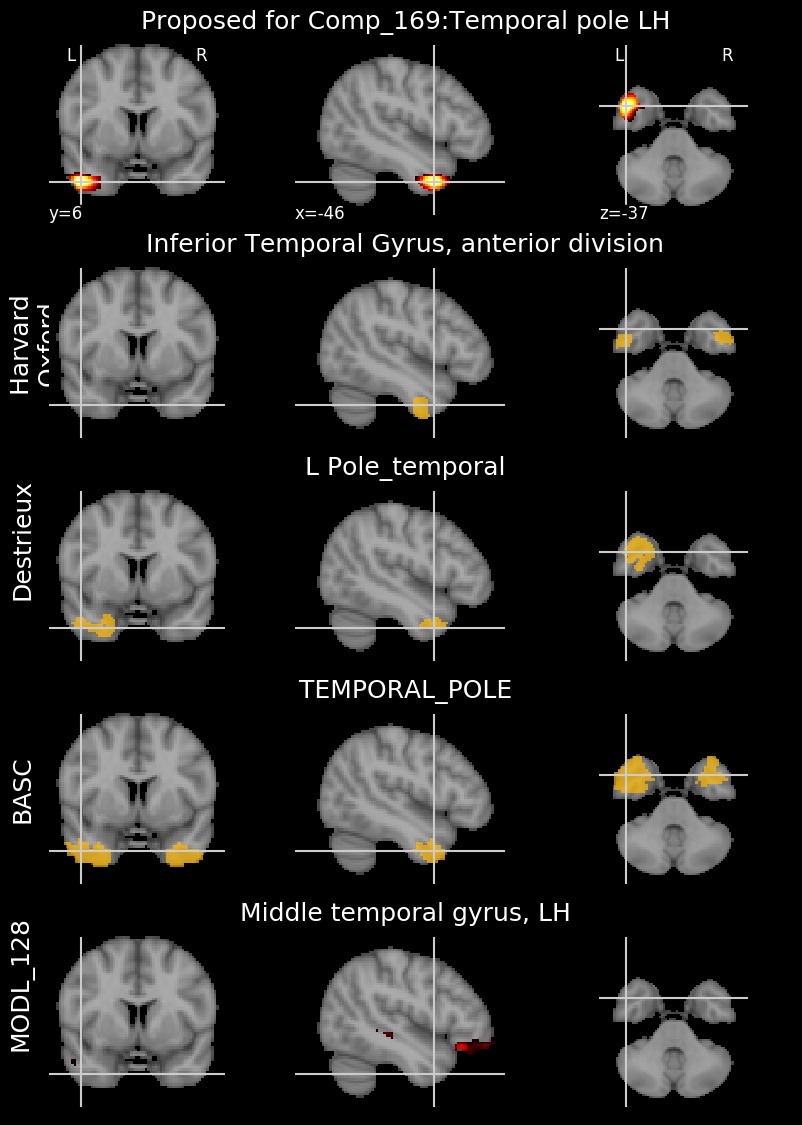 Proposed for Comp_169:Temporal pole LH
L R L R
y=6 x=-46 z=-37
Inferior Temporal Gyrus, anterior division
Harvard
Oxford
L Pole_temporal
Destrieux
TEMPORAL_POLE
BASC
Middle temporal gyrus, LH
MODL_128